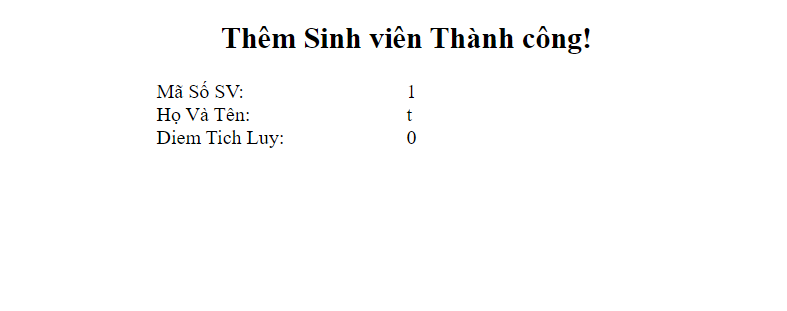 Thêm Sinh viên Thành công!
Mã Số SV: 1
Họ Và Tên: t
Diem Tich Luy: 0